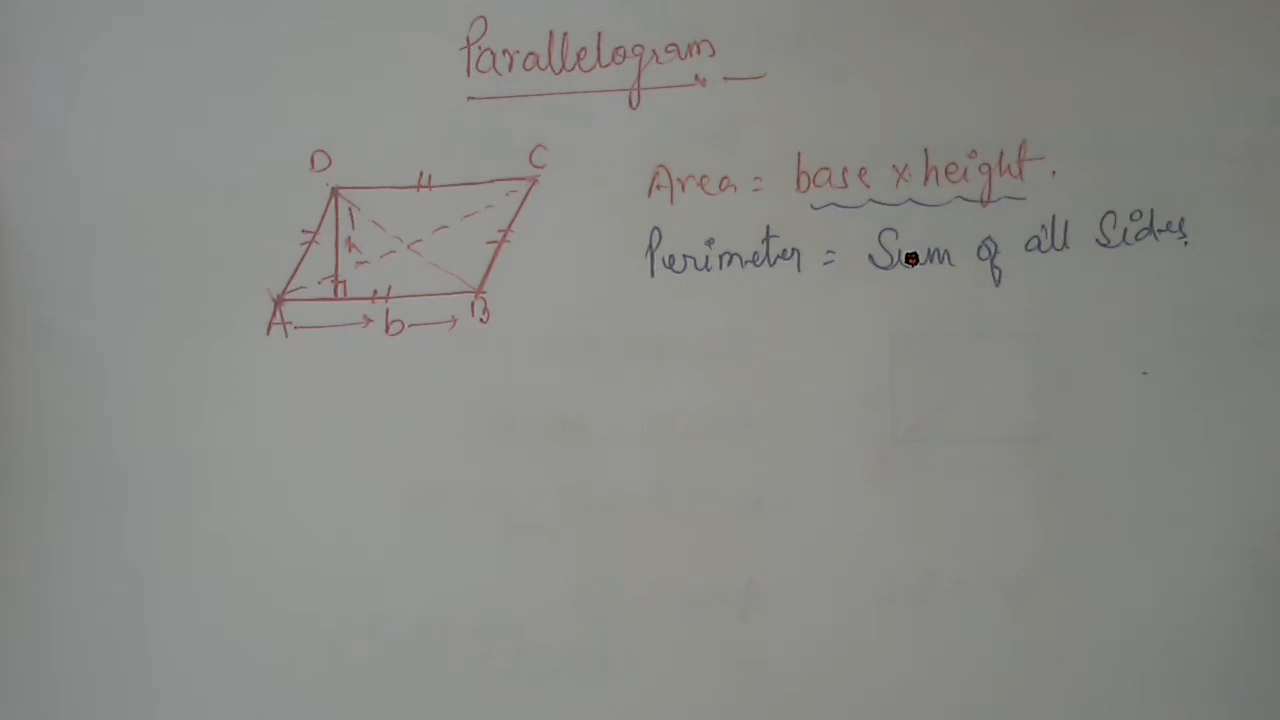 Parallelogram
D C
Area = base × height.
Perimeter = Sum of all Sides.
h
A b B